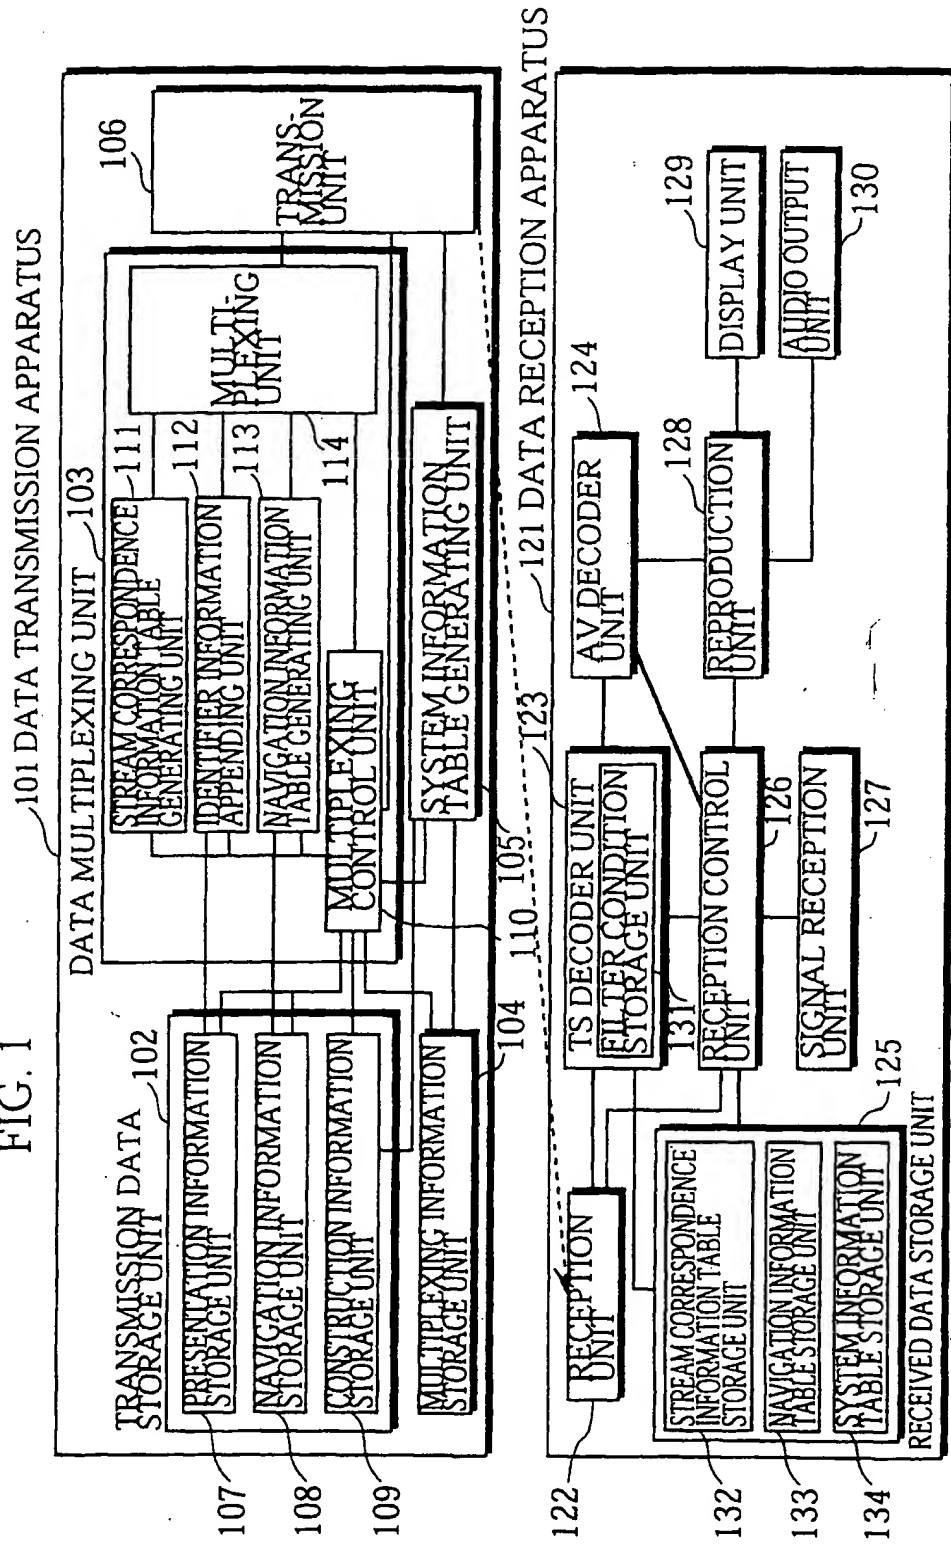 FIG. 1
101 DATA TRANSMISSION APPARATUS
TRANSMISSION DATA
STORAGE UNIT
102
PRESENTATION INFORMATION
STORAGE UNIT
107
NAVIGATION INFORMATION
STORAGE UNIT
108
CONSTRUCTION INFORMATION
STORAGE UNIT
109
MULTIPLEXING INFORMATION
STORAGE UNIT
104
DATA MULTIPLEXING UNIT
103
STREAM CORRESPONDENCE
INFORMATION TABLE
GENERATING UNIT
111
IDENTIFIER INFORMATION
APPENDING UNIT
112
NAVIGATION INFORMATION
TABLE GENERATING UNIT
113
MULTIPLEXING
CONTROL UNIT
110
MULTI-
PLEXING
UNIT
114
SYSTEM INFORMATION
TABLE GENERATING UNIT
105
TRANS-
MISSION
UNIT
106
121 DATA RECEPTION APPARATUS
RECEPTION
UNIT
122
TS DECODER UNIT
123
FILTER CONDITION
STORAGE UNIT
131
AV DECODER
UNIT
124
STREAM CORRESPONDENCE
INFORMATION TABLE
STORAGE UNIT
132
NAVIGATION INFORMATION
TABLE STORAGE UNIT
133
SYSTEM INFORMATION
TABLE STORAGE UNIT
134
125
RECEIVED DATA STORAGE UNIT
RECEPTION CONTROL
UNIT
126
SIGNAL RECEPTION
UNIT
127
REPRODUCTION
UNIT
128
DISPLAY UNIT
129
AUDIO OUTPUT
UNIT
130